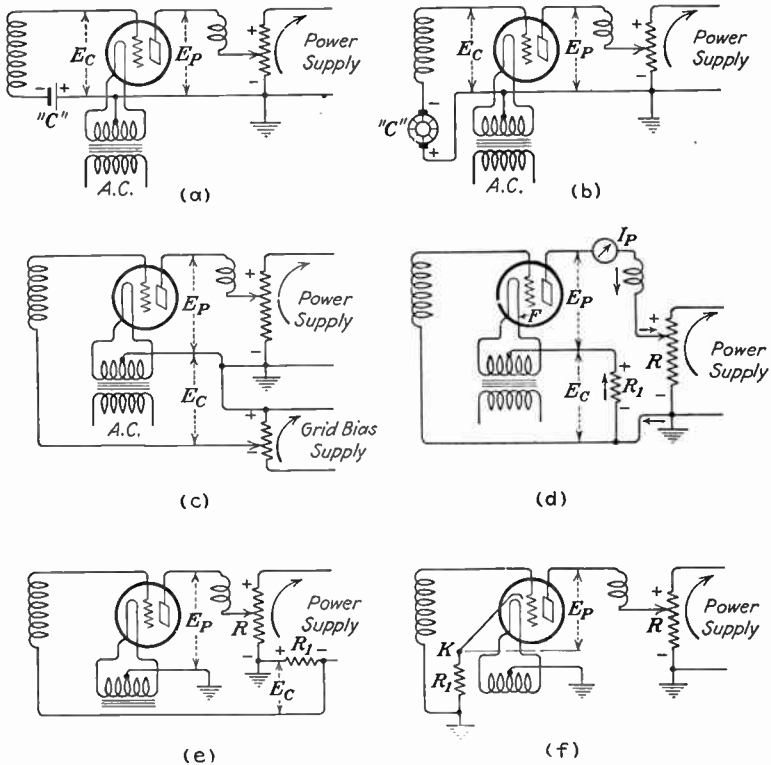 E_C
E_P
+
Power
Supply
-
- +
"C"
A.C.
(a)
E_C
E_P
+
Power
Supply
-
-
"C"
+
A.C.
(b)
E_P
+
Power
Supply
-
E_C
+
Grid Bias
Supply
-
A.C.
(c)
I_P
E_P
F
+
R
Power
Supply
-
E_C
+
R_1
-
(d)
E_P
+
R
Power
Supply
-
+ R_1 -
E_C
(e)
E_P
+
R
Power
Supply
-
K
R_1
(f)